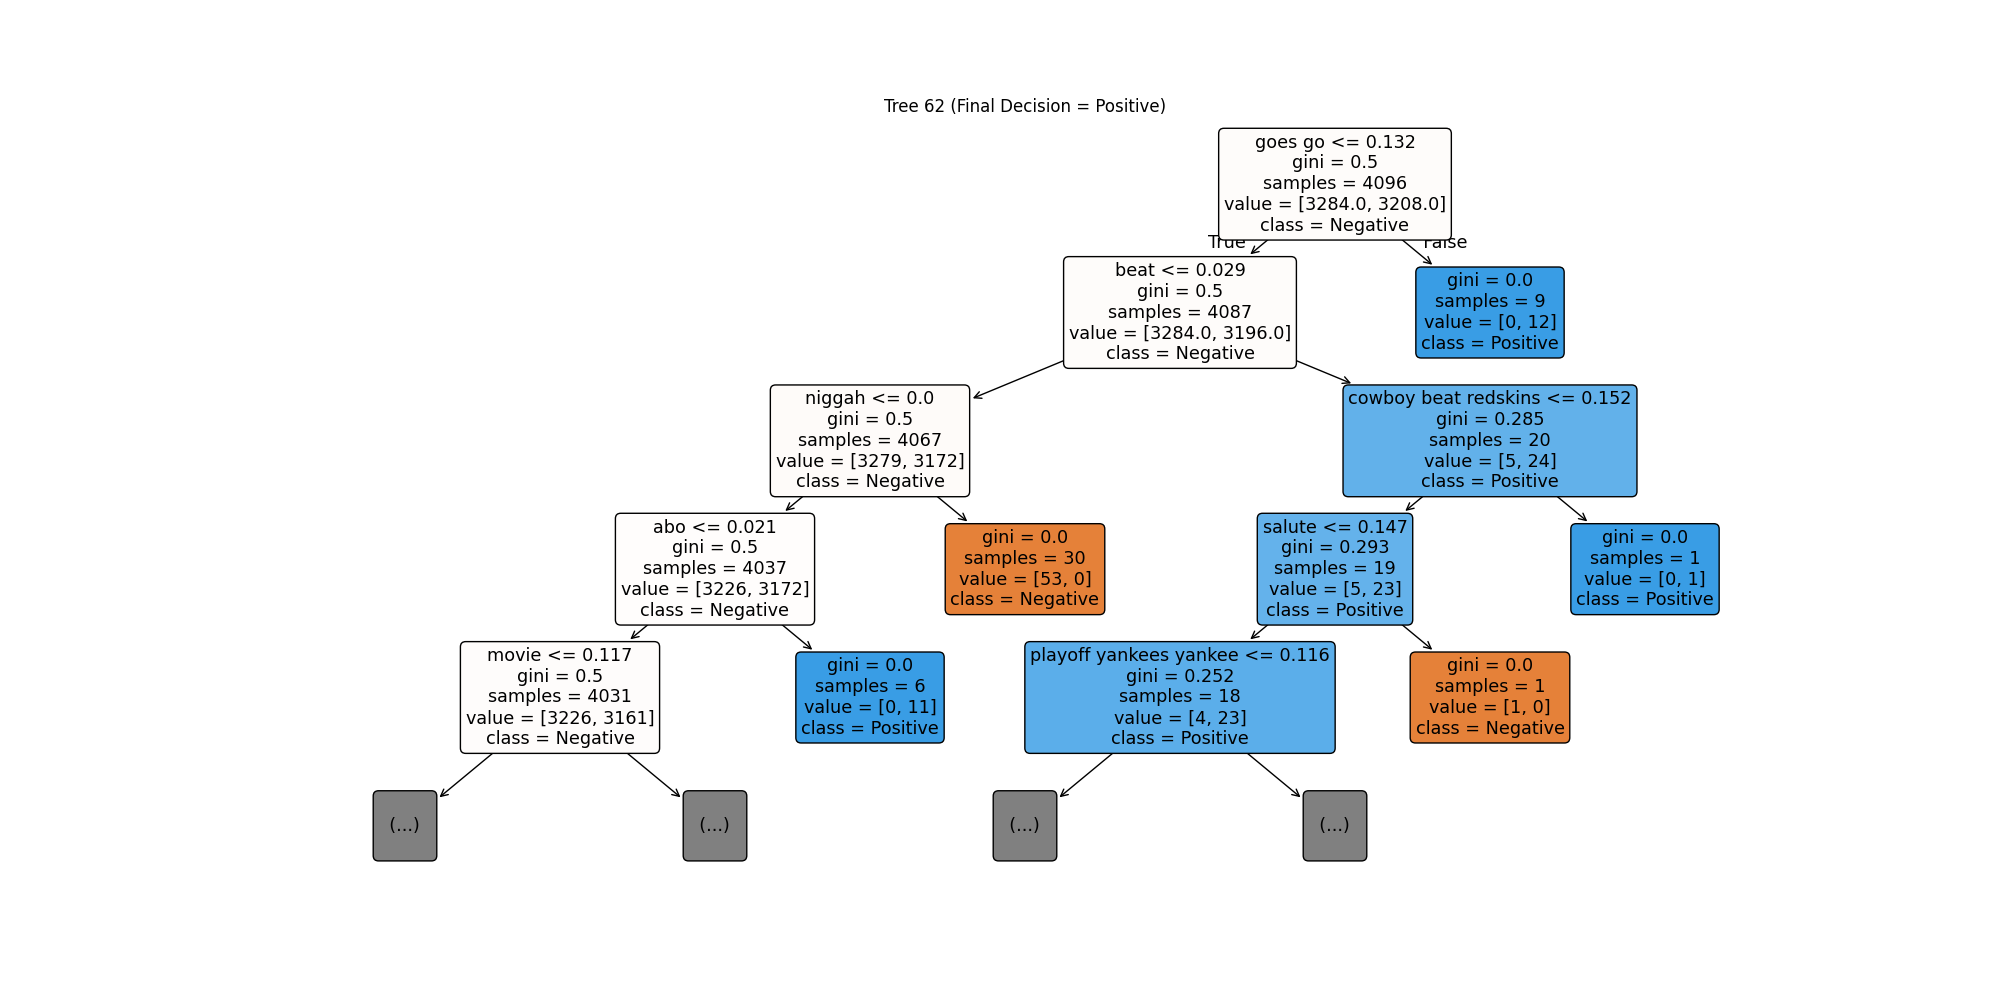 Tree 62 (Final Decision = Positive)
goes go <= 0.132
gini = 0.5
samples = 4096
value = [3284.0, 3208.0]
class = Negative
True
False
beat <= 0.029
gini = 0.5
samples = 4087
value = [3284.0, 3196.0]
class = Negative
gini = 0.0
samples = 9
value = [0, 12]
class = Positive
niggah <= 0.0
gini = 0.5
samples = 4067
value = [3279, 3172]
class = Negative
cowboy beat redskins <= 0.152
gini = 0.285
samples = 20
value = [5, 24]
class = Positive
abo <= 0.021
gini = 0.5
samples = 4037
value = [3226, 3172]
class = Negative
gini = 0.0
samples = 30
value = [53, 0]
class = Negative
salute <= 0.147
gini = 0.293
samples = 19
value = [5, 23]
class = Positive
gini = 0.0
samples = 1
value = [0, 1]
class = Positive
movie <= 0.117
gini = 0.5
samples = 4031
value = [3226, 3161]
class = Negative
gini = 0.0
samples = 6
value = [0, 11]
class = Positive
playoff yankees yankee <= 0.116
gini = 0.252
samples = 18
value = [4, 23]
class = Positive
gini = 0.0
samples = 1
value = [1, 0]
class = Negative
(...)
(...)
(...)
(...)